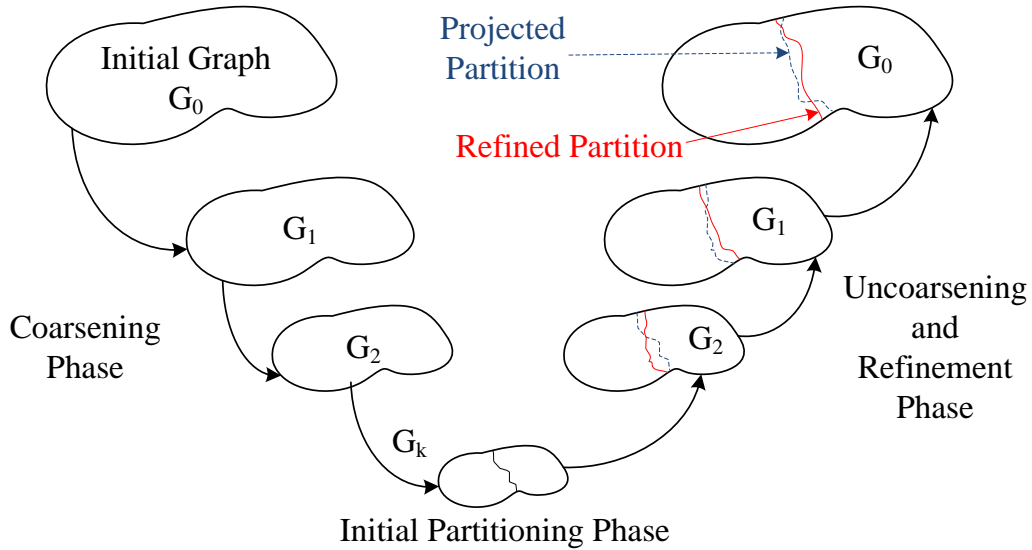 Initial Graph
G₀
Projected
Partition
G₀
Refined Partition
G₁
G₁
Coarsening
Phase
G₂
G₂
Uncoarsening
and
Refinement
Phase
Gₖ
Initial Partitioning Phase